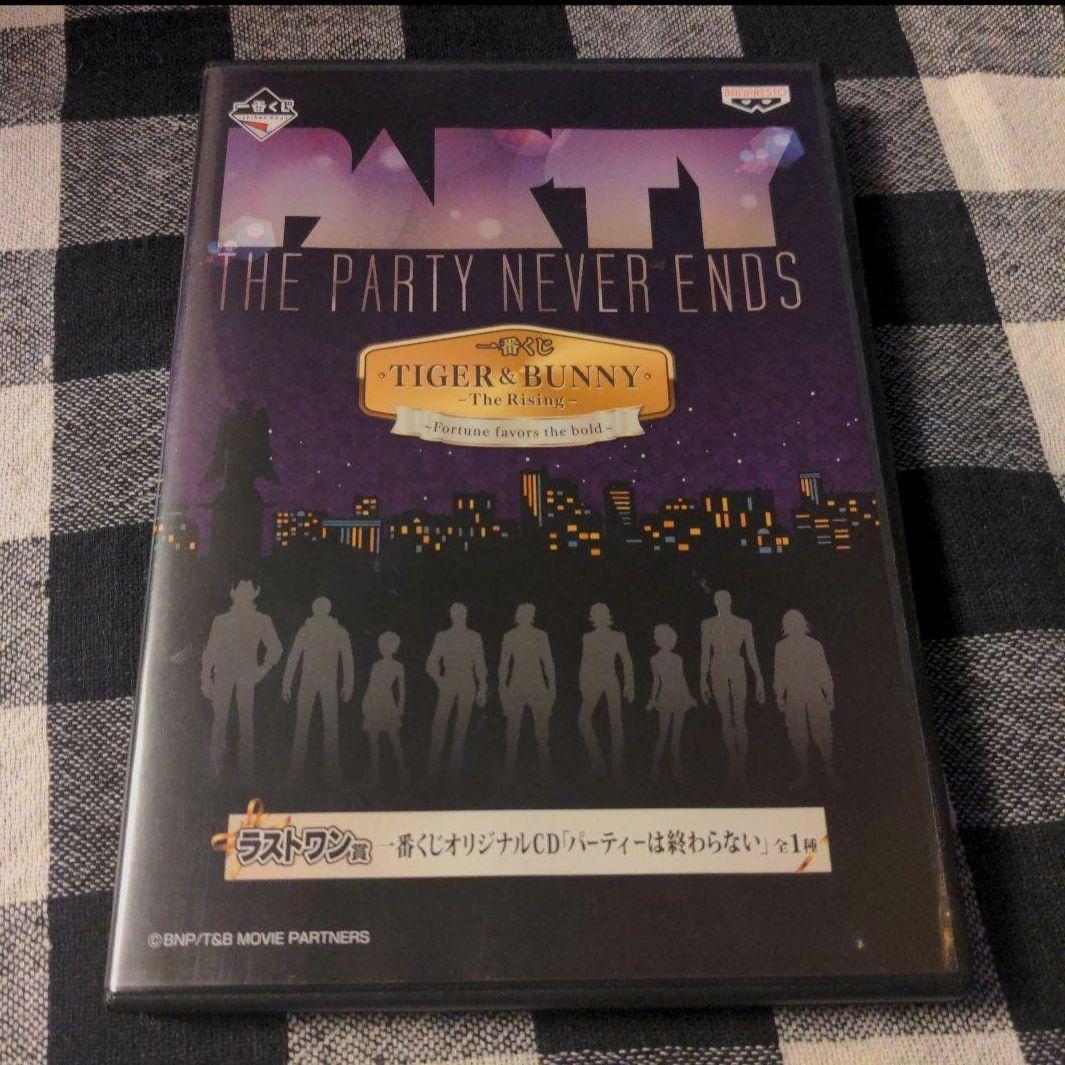 一番くじ
BANPRESTO
PARTY
THE PARTY NEVER ENDS
一番くじ
TIGER & BUNNY
-The Rising-
~Fortune favors the bold~
ラストワン賞 一番くじオリジナルCD「パーティーは終わらない」全1種
©BNP/T&B MOVIE PARTNERS